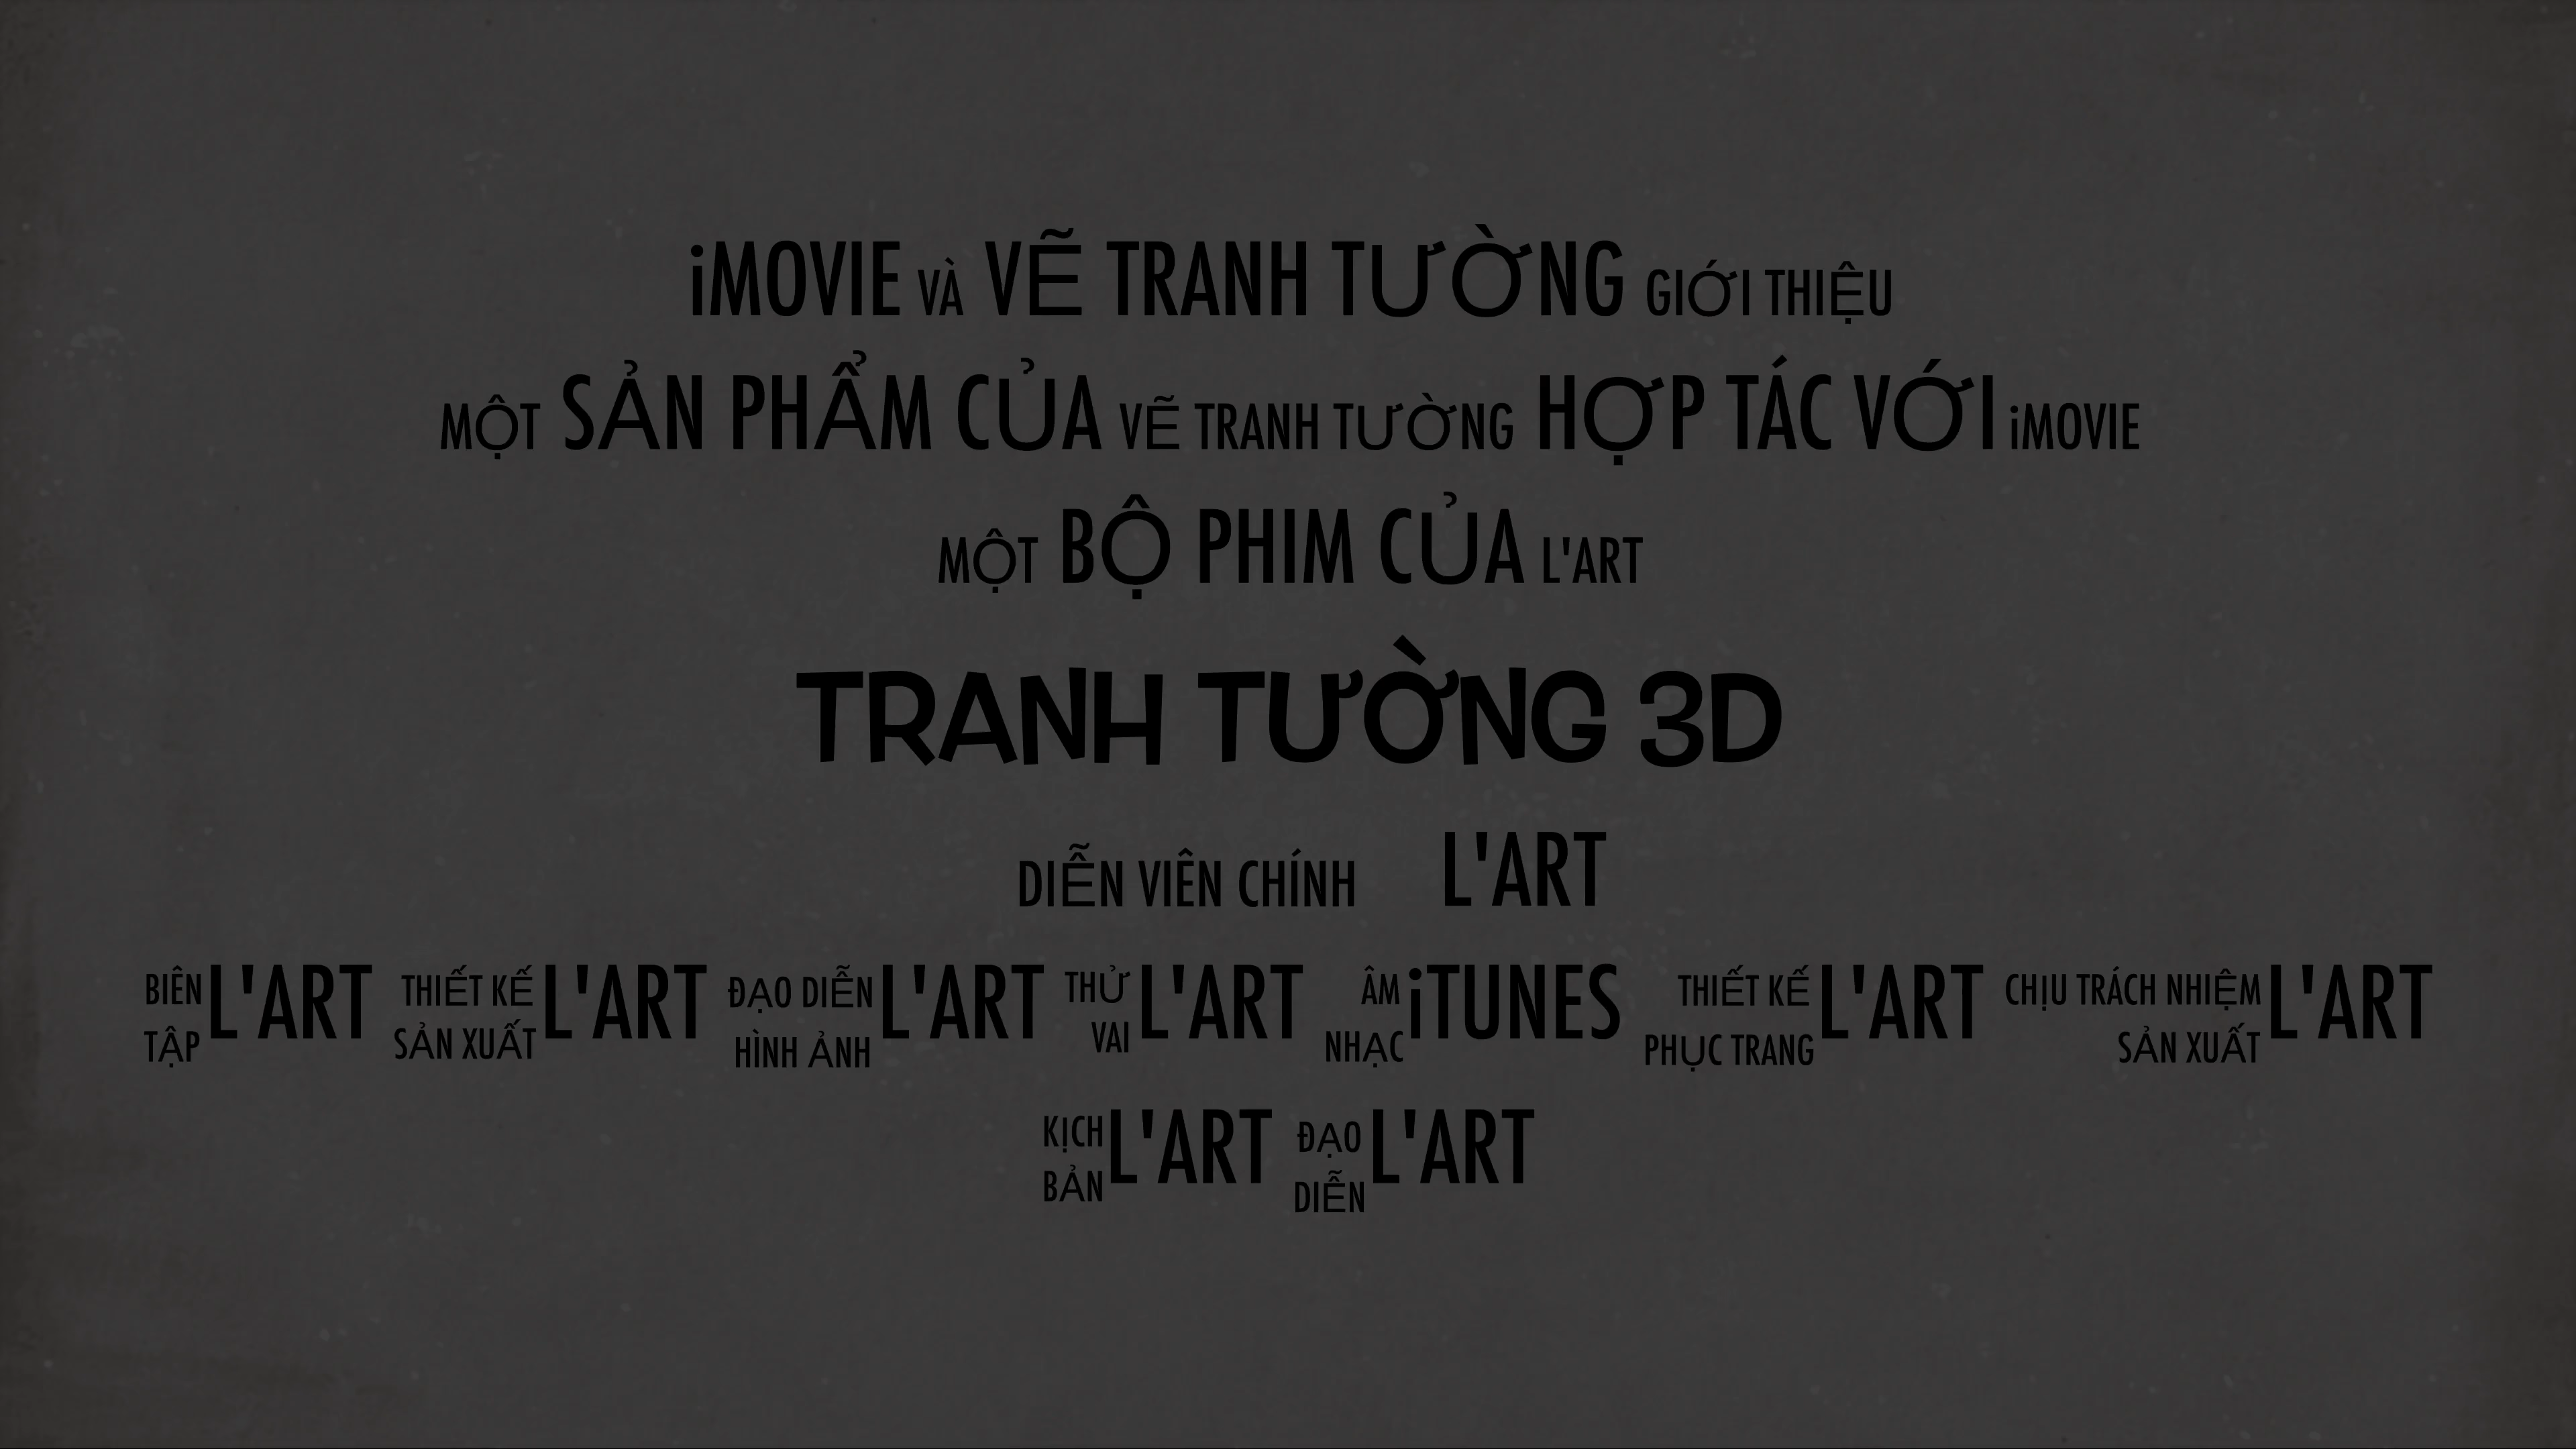 iMOVIE VÀ VẼ TRANH TƯỜNG GIỚI THIỆU
MỘT SẢN PHẨM CỦA VẼ TRANH TƯỜNG HỢP TÁC VỚI iMOVIE
MỘT BỘ PHIM CỦA L'ART
TRANH TƯỜNG 3D
DIỄN VIÊN CHÍNH L'ART
BIÊN TẬP L'ART THIẾT KẾ SẢN XUẤT L'ART ĐẠO DIỄN HÌNH ẢNH L'ART THỬ VAI L'ART ÂM NHẠC iTUNES THIẾT KẾ PHỤC TRANG L'ART CHỊU TRÁCH NHIỆM SẢN XUẤT L'ART
KỊCH BẢN L'ART ĐẠO DIỄN L'ART